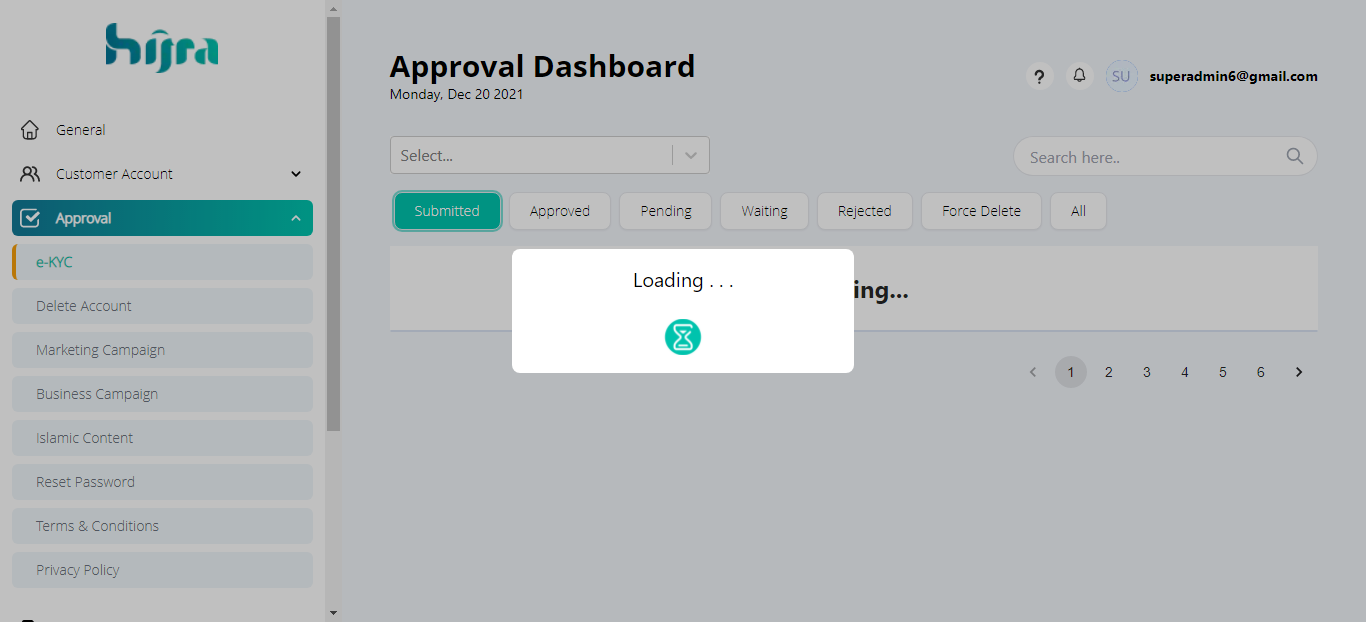 hijra
General
Customer Account
Approval
e-KYC
Delete Account
Marketing Campaign
Business Campaign
Islamic Content
Reset Password
Terms & Conditions
Privacy Policy
Approval Dashboard
Monday, Dec 20 2021
? SU superadmin6@gmail.com
Select... Search here..
Submitted Approved Pending Waiting Rejected Force Delete All
Loading . . .
ing...
1 2 3 4 5 6